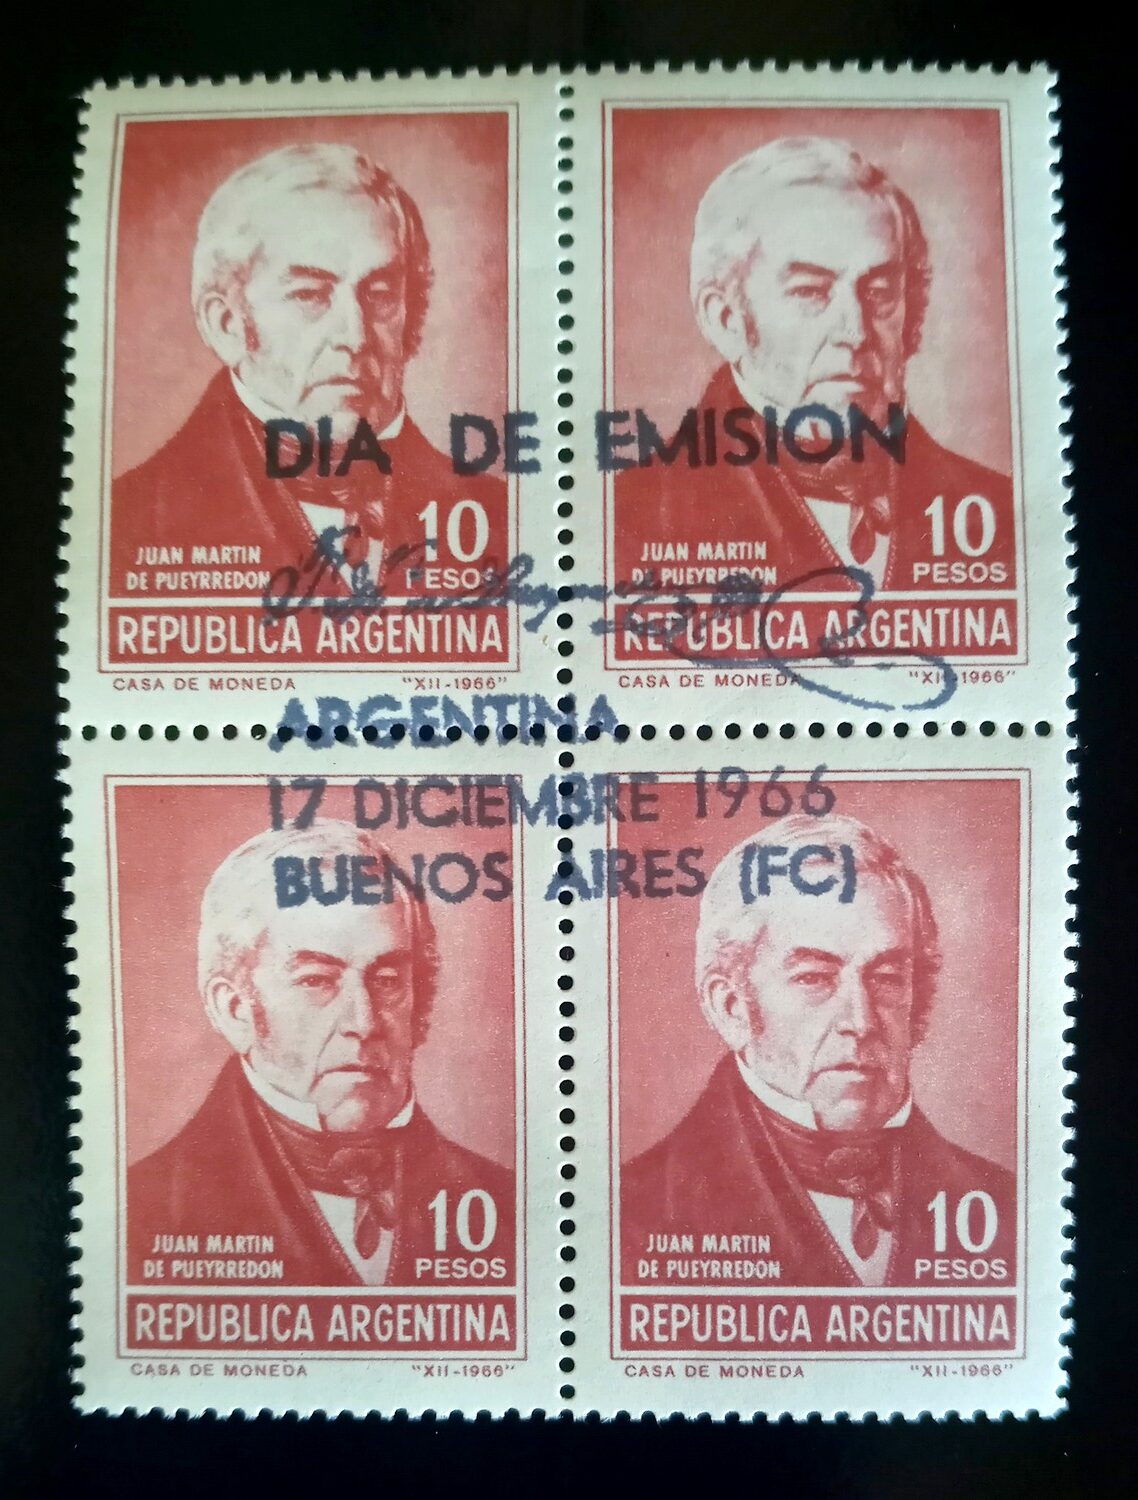 DIA DE EMISION
10
PESOS
JUAN MARTIN
DE PUEYRREDON
REPUBLICA ARGENTINA
CASA DE MONEDA "XII-1966"
10
PESOS
JUAN MARTIN
DE PUEYRREDON
REPUBLICA ARGENTINA
CASA DE MONEDA "XII-1966"
ARGENTINA
17 DICIEMBRE 1966
BUENOS AIRES (FC)
10
PESOS
JUAN MARTIN
DE PUEYRREDON
REPUBLICA ARGENTINA
CASA DE MONEDA "XII-1966"
10
PESOS
JUAN MARTIN
DE PUEYRREDON
REPUBLICA ARGENTINA
CASA DE MONEDA "XII-1966"